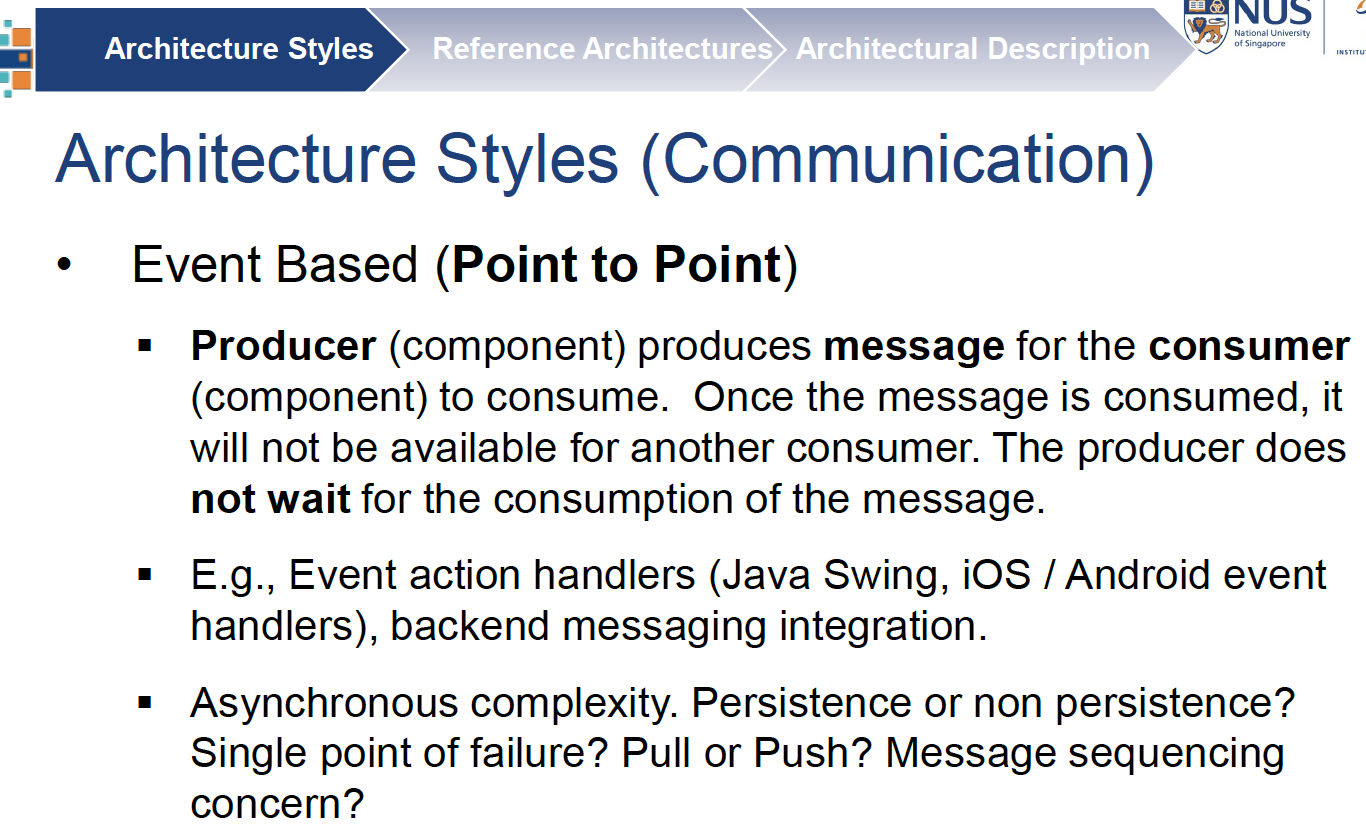 Architecture Styles
Reference Architectures
Architectural Description
NUS
National University
of Singapore
Architecture Styles (Communication)
• Event Based (Point to Point)
▪ Producer (component) produces message for the consumer
(component) to consume.  Once the message is consumed, it
will not be available for another consumer. The producer does
not wait for the consumption of the message.
▪ E.g., Event action handlers (Java Swing, iOS / Android event
handlers), backend messaging integration.
▪ Asynchronous complexity. Persistence or non persistence?
Single point of failure? Pull or Push? Message sequencing
concern?